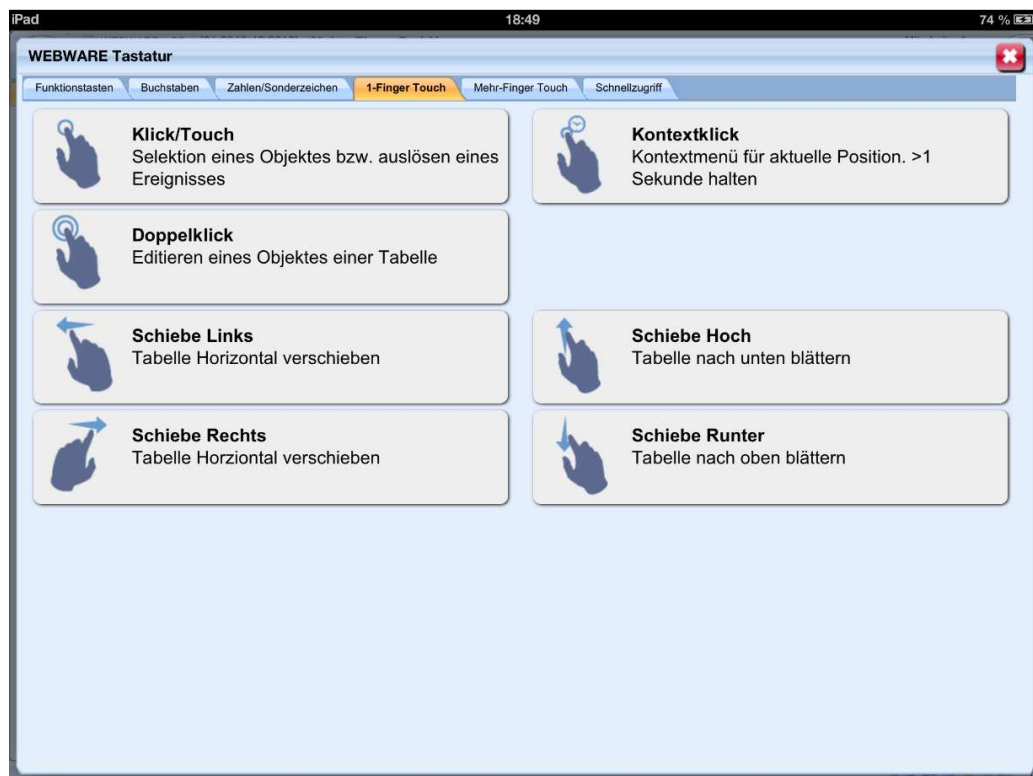 iPad 18:49 74 %
WEBWARE Tastatur
Funktionstasten Buchstaben Zahlen/Sonderzeichen 1-Finger Touch Mehr-Finger Touch Schnellzugriff
Klick/Touch
Selektion eines Objektes bzw. auslösen eines
Ereignisses
Kontextklick
Kontextmenü für aktuelle Position. >1
Sekunde halten
Doppelklick
Editieren eines Objektes einer Tabelle
Schiebe Links
Tabelle Horizontal verschieben
Schiebe Hoch
Tabelle nach unten blättern
Schiebe Rechts
Tabelle Horziontal verschieben
Schiebe Runter
Tabelle nach oben blättern